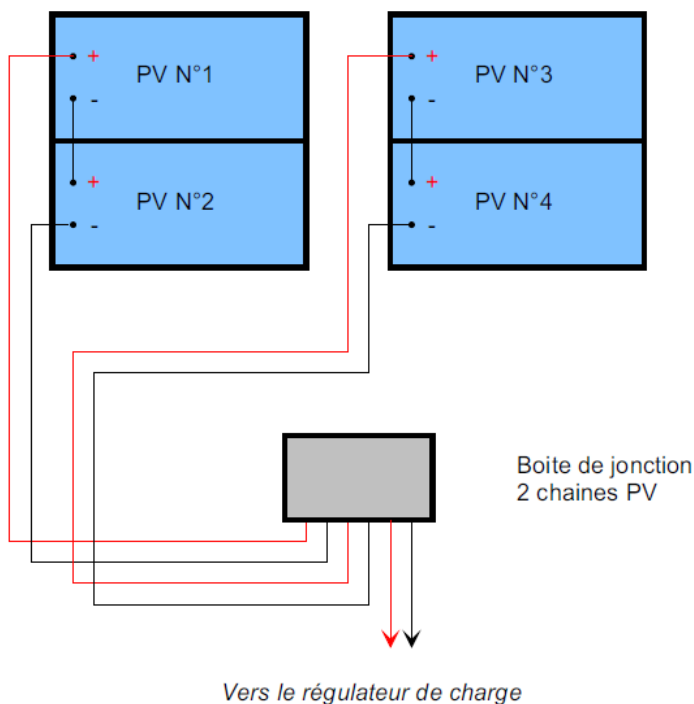 + PV N°1
-
+ PV N°2
-
+ PV N°3
-
+ PV N°4
-
Boite de jonction
2 chaines PV
Vers le régulateur de charge